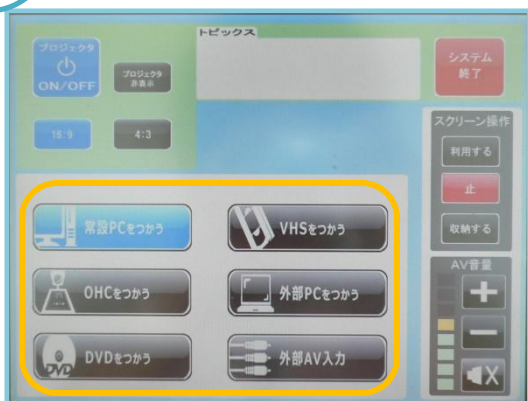 トピックス
プロジェクタ
ON/OFF
プロジェクタ
非表示
システム
終了
16:9
4:3
スクリーン操作
利用する
止
収納する
常設PCをつかう
VHSをつかう
OHCをつかう
外部PCをつかう
DVD
DVDをつかう
外部AV入力
AV音量